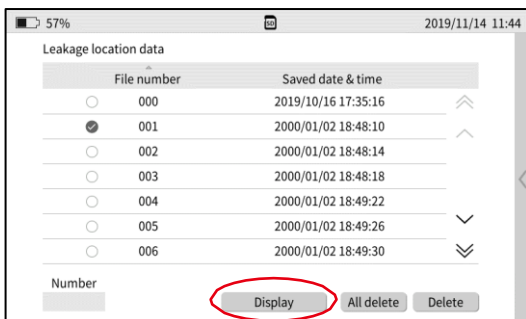 57% SD 2019/11/14 11:44
Leakage location data
File number Saved date & time
000 2019/10/16 17:35:16
001 2000/01/02 18:48:10
002 2000/01/02 18:48:14
003 2000/01/02 18:48:18
004 2000/01/02 18:49:22
005 2000/01/02 18:49:26
006 2000/01/02 18:49:30
Number
Display All delete Delete